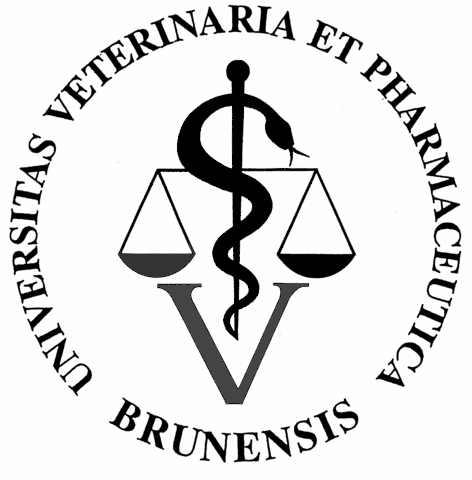 UNIVERSITAS VETERINARIA ET PHARMACEUTICA
BRUNENSIS
V